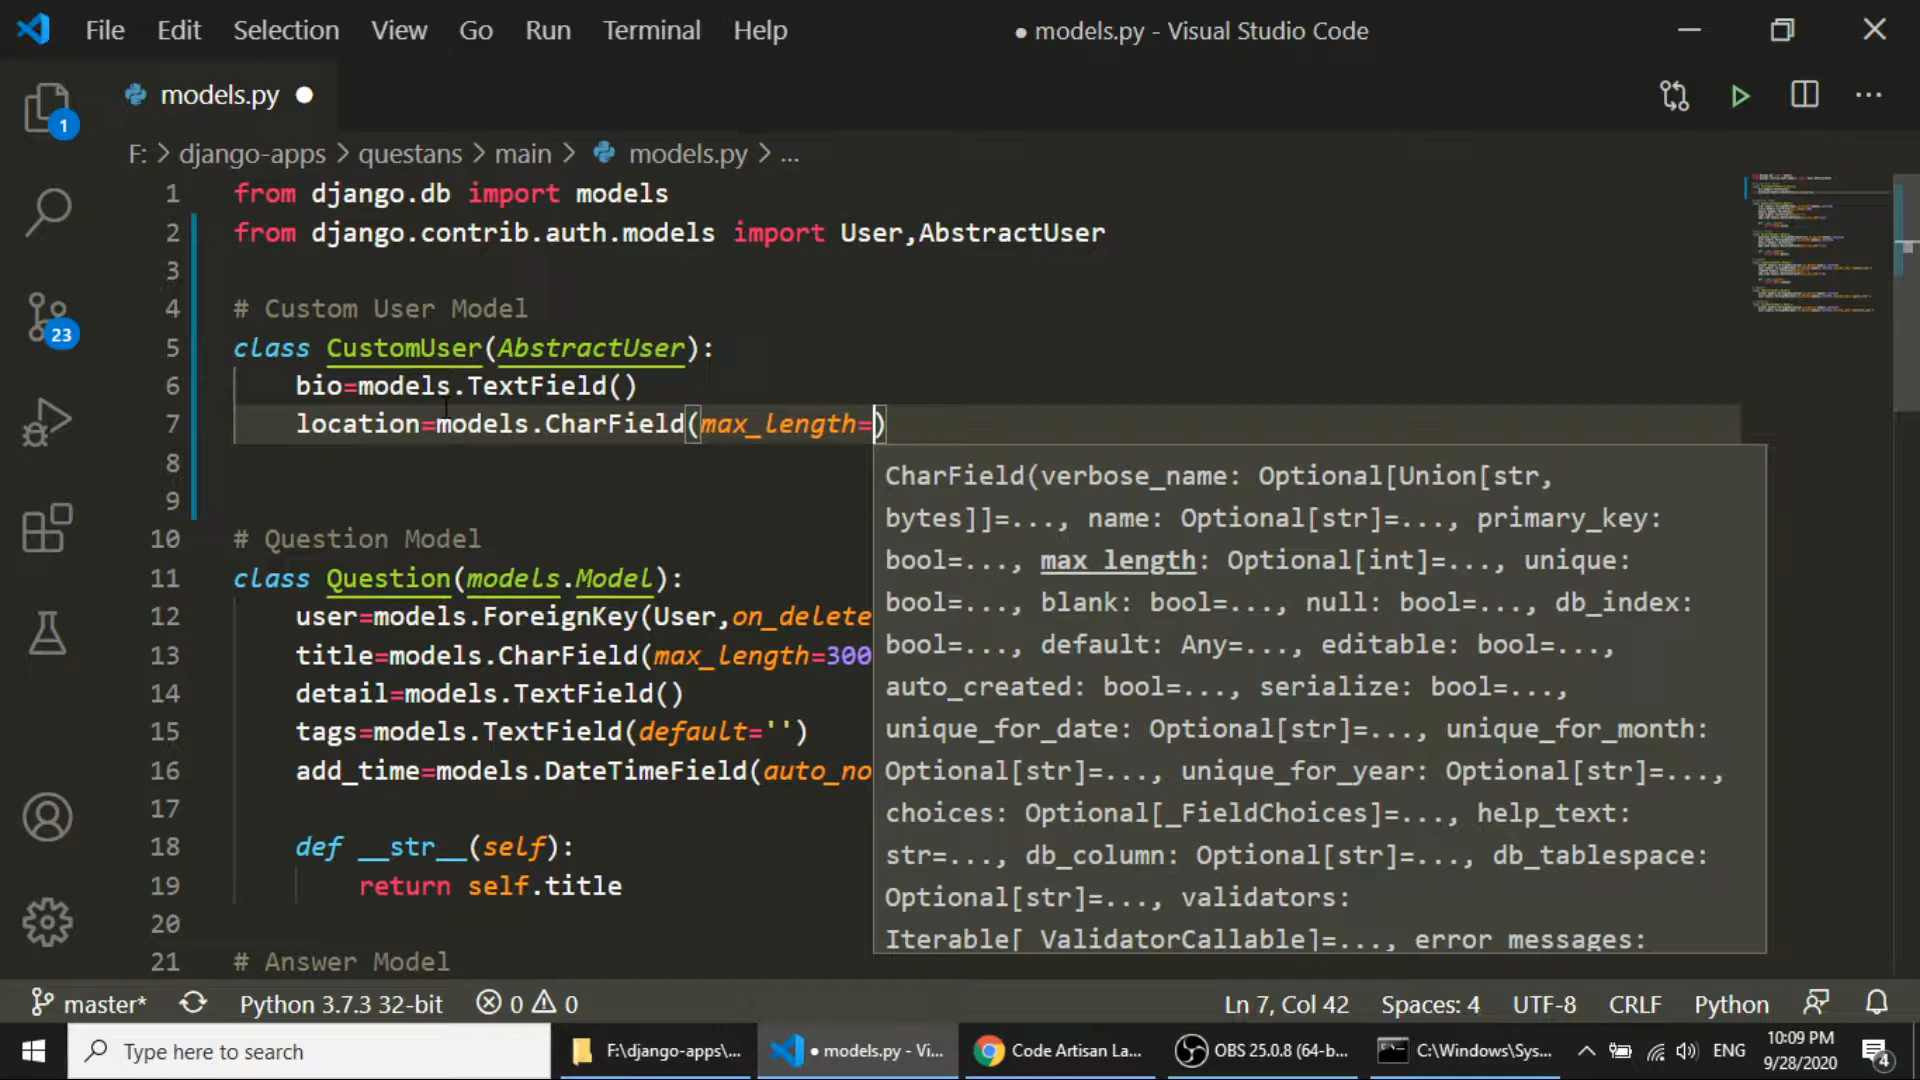 File Edit Selection View Go Run Terminal Help
● models.py - Visual Studio Code
models.py ●
1
F: > django-apps > questans > main > models.py > ...
1 from django.db import models
2 from django.contrib.auth.models import User,AbstractUser
3
4 # Custom User Model
5 class CustomUser(AbstractUser):
6 bio=models.TextField()
7 location=models.CharField(max_length=)
8
9
10 # Question Model
11 class Question(models.Model):
12 user=models.ForeignKey(User,on_delete
13 title=models.CharField(max_length=300
14 detail=models.TextField()
15 tags=models.TextField(default='')
16 add_time=models.DateTimeField(auto_no
17
18 def __str__(self):
19 return self.title
20
21 # Answer Model
23
CharField(verbose_name: Optional[Union[str,
bytes]]=..., name: Optional[str]=..., primary_key:
bool=..., max_length: Optional[int]=..., unique:
bool=..., blank: bool=..., null: bool=..., db_index:
bool=..., default: Any=..., editable: bool=...,
auto_created: bool=..., serialize: bool=...,
unique_for_date: Optional[str]=..., unique_for_month:
Optional[str]=..., unique_for_year: Optional[str]=...,
choices: Optional[_FieldChoices]=..., help_text:
str=..., db_column: Optional[str]=..., db_tablespace:
Optional[str]=..., validators:
Iterable[_ValidatorCallable]=..., error_messages:
master* Python 3.7.3 32-bit 0 0 Ln 7, Col 42 Spaces: 4 UTF-8 CRLF Python
Type here to search
F:\django-apps\... ● models.py - Vi... Code Artisan La... OBS 25.0.8 (64-b... C:\Windows\Sys... ENG
10:09 PM
9/28/2020
4